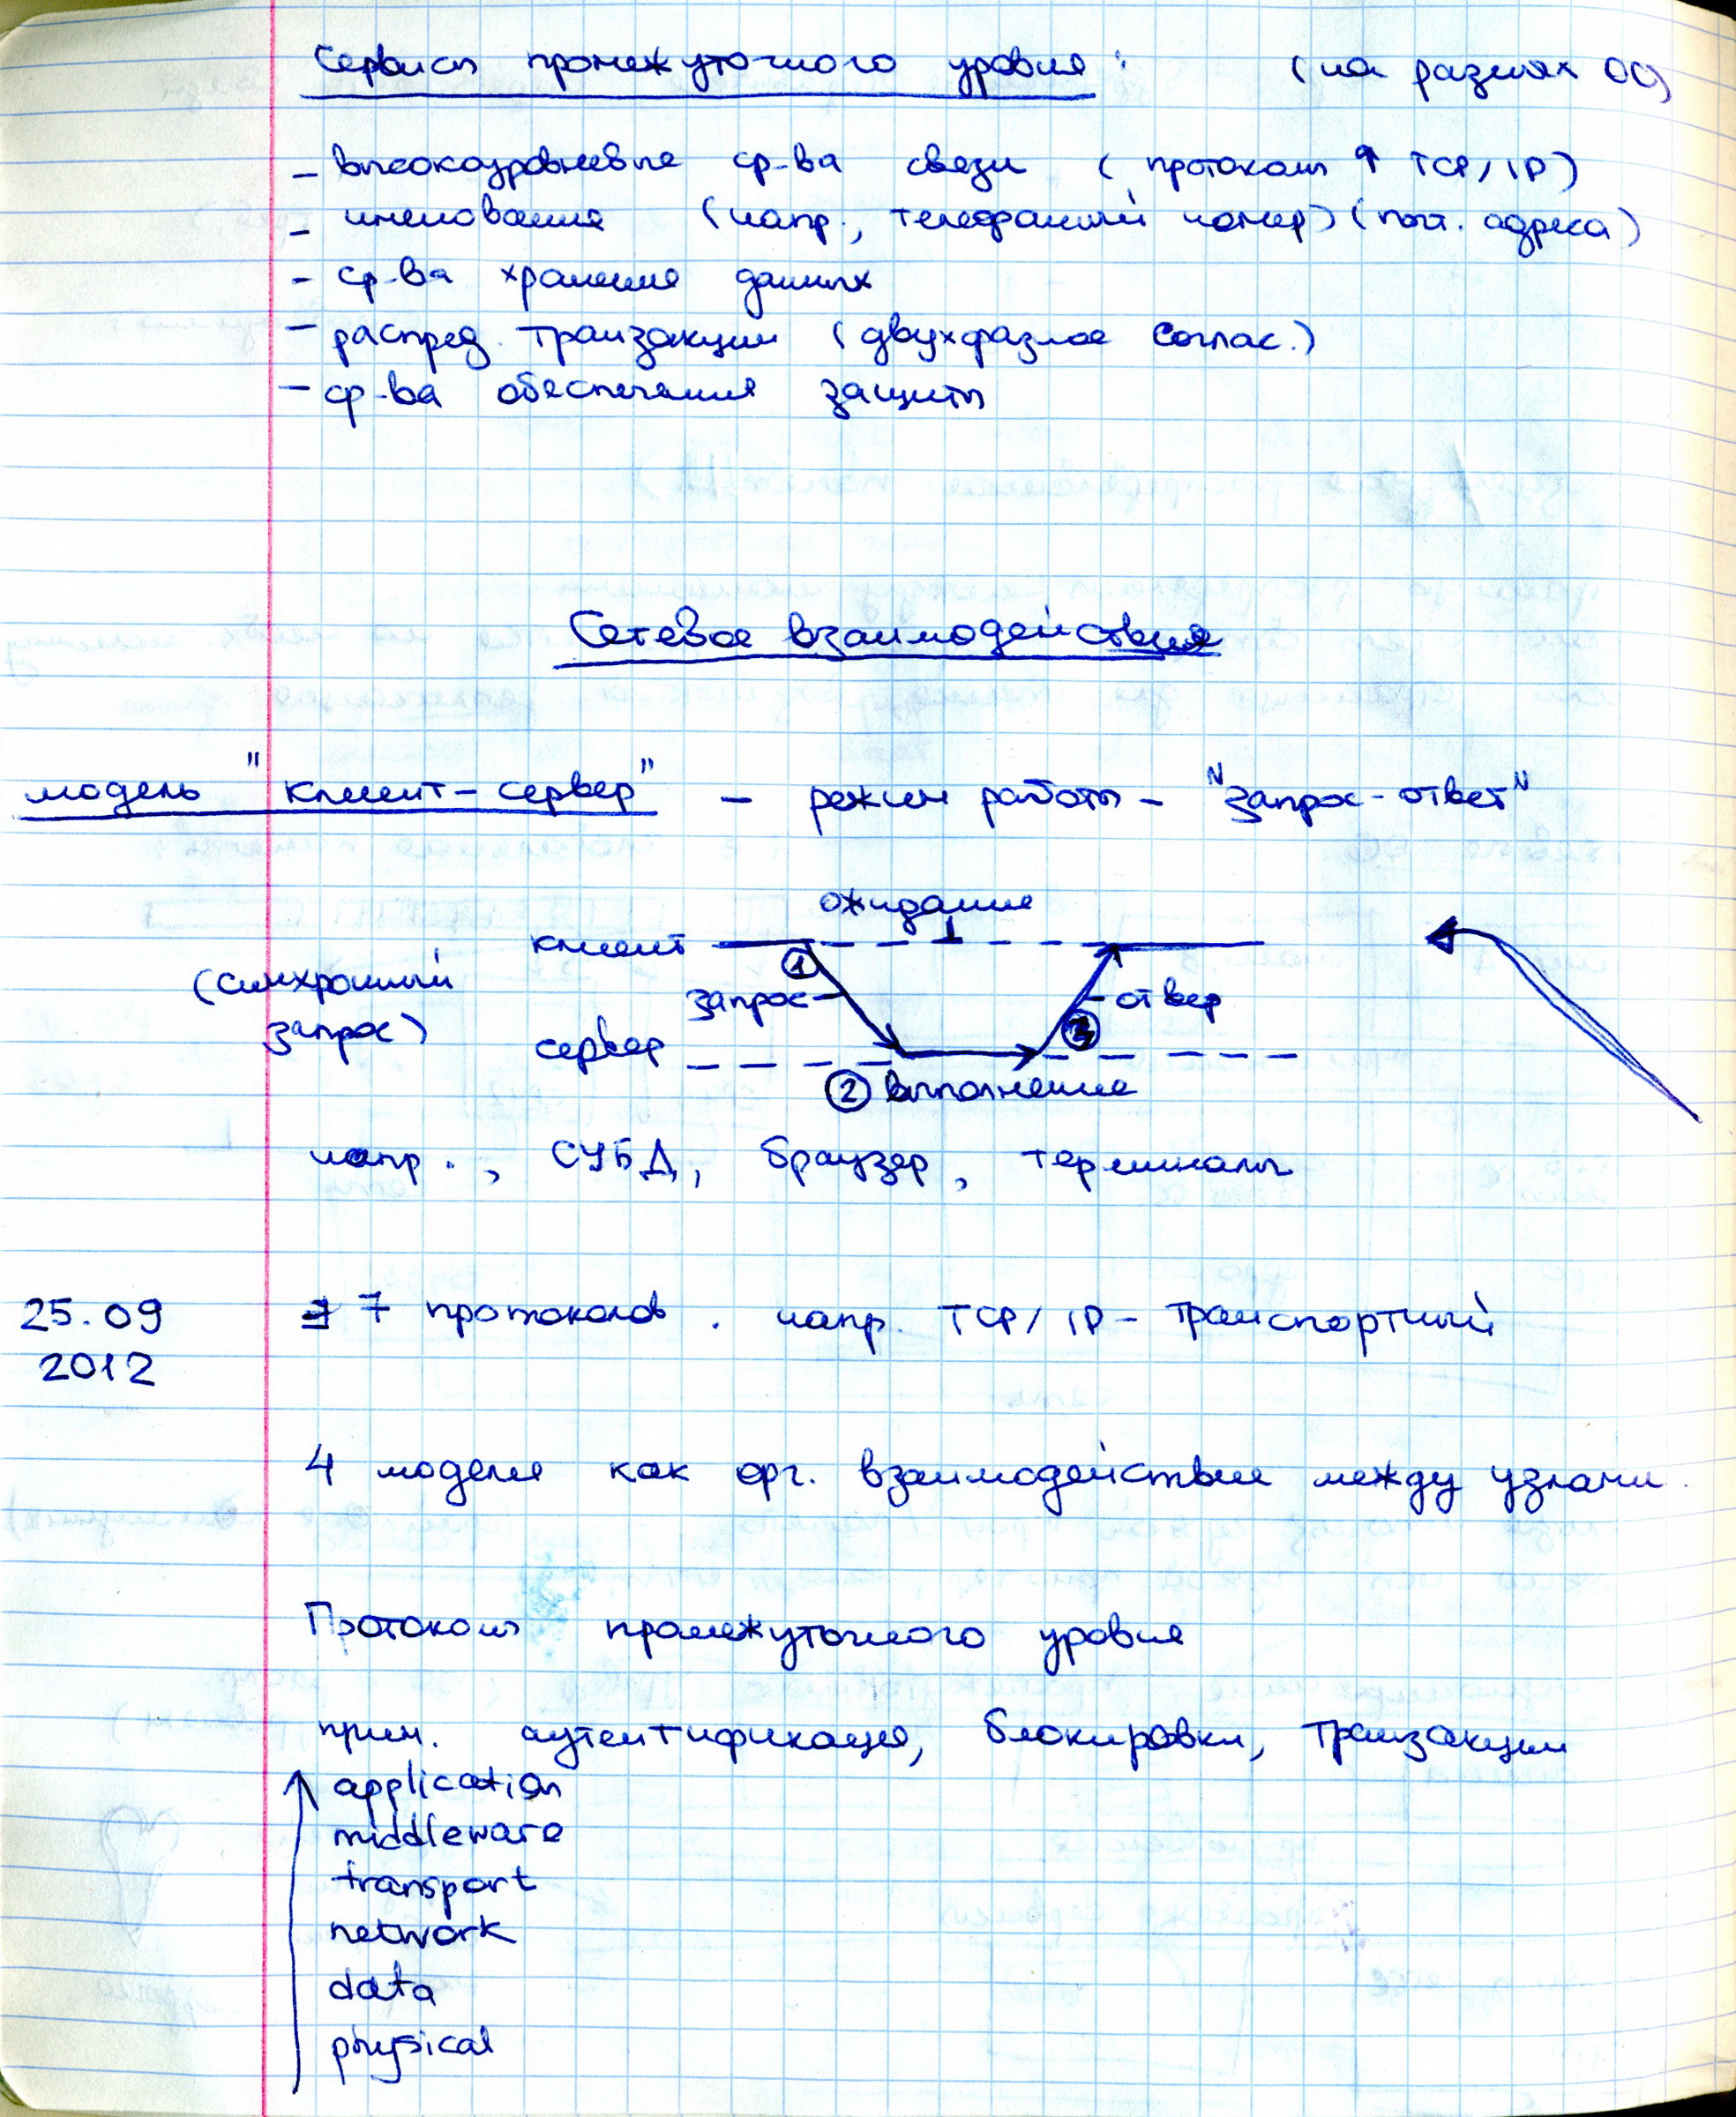 Сервисы промежуточного уровня: (на разных ОС)
- высокоуровневые ср-ва связи (протоколы ↑ TCP/IP)
- именования (напр., телефонный номер) (почт. адреса)
- ср-ва хранения данных
- распред. транзакции (двухфазное соглас.)
- ср-ва обеспечения защиты
Сетевое взаимодействие
модель "клиент-сервер" - режим работы - "запрос-ответ"
ожидание
клиент
(синхронный
запрос)
1
запрос
ответ
3
сервер
2 выполнение
напр., СУБД, браузер, терминалы
25.09
2012
7 протоколов. напр. TCP/IP - транспортный
4 модели как орг. взаимодействие между узлами.
Протоколы промежуточного уровня
прим. аутентификация, блокировки, транзакции
application
middleware
transport
network
data
physical